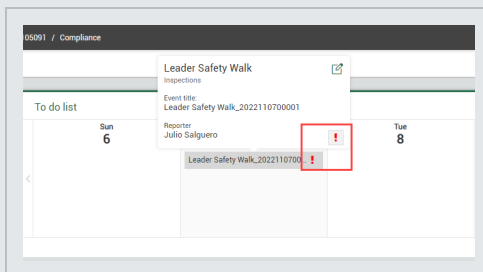 05091 / Compliance
Leader Safety Walk
Inspections
Event title:
Leader Safety Walk_2022110700001
Reporter
Julio Salguero
To do list
Sun
6
Tue
8
Leader Safety Walk_202211070...